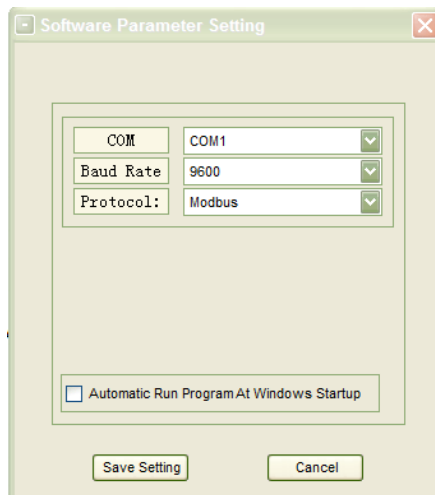 Software Parameter Setting
COM COM1
Baud Rate 9600
Protocol: Modbus
Automatic Run Program At Windows Startup
Save Setting Cancel